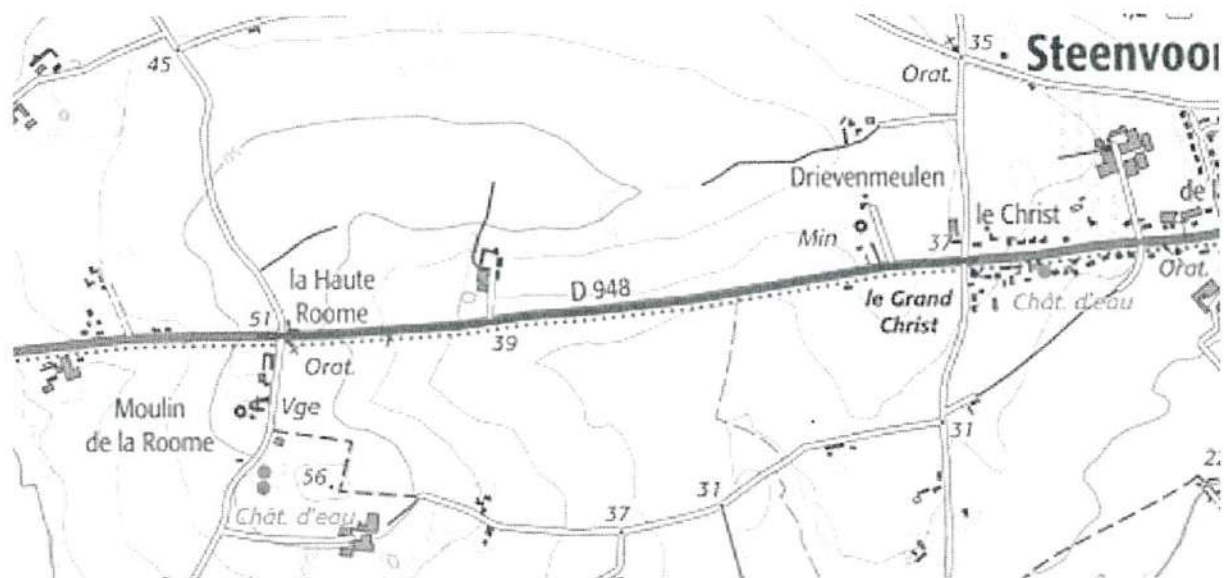 45
35
Steenvoor
Orat.
Drievenmeulen
de l
le Christ
Min
37
la Haute
Roome
D 948
le Grand
Christ
Chât. d'eau
Orat.
51
39
Orat.
Moulin
de la Roome
Vge
31
56
31
37
Chât. d'eau
22